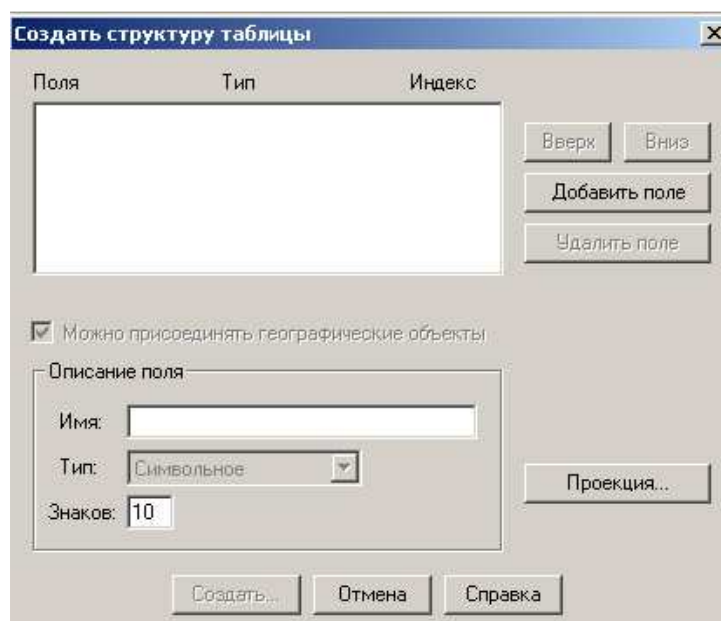 Создать структуру таблицы
Поля Тип Индекс
Вверх Вниз
Добавить поле
Удалить поле
Можно присоединять географические объекты
Описание поля
Имя:
Тип: Символьное
Знаков: 10
Проекция...
Создать... Отмена Справка